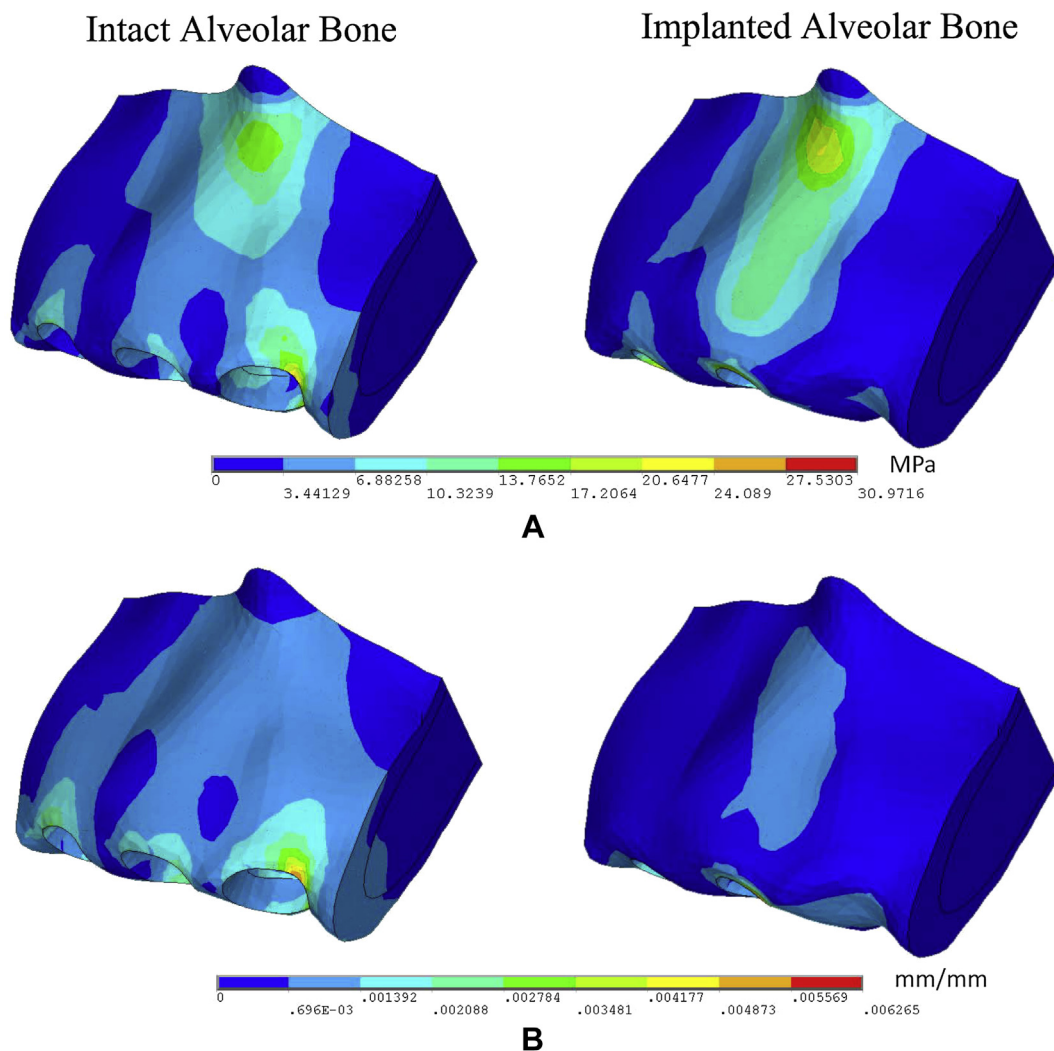 Intact Alveolar Bone
Implanted Alveolar Bone
0 6.88258 13.7652 20.6477 27.5303 MPa
3.44129 10.3239 17.2064 24.089 30.9716
A
0 .001392 .002784 .004177 .005569 mm/mm
.696E-03 .002088 .003481 .004873 .006265
B